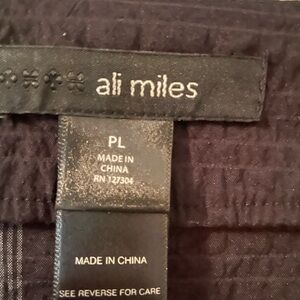 ali miles
PL
MADE IN
CHINA
RN 127304
MADE IN CHINA
SEE REVERSE FOR CARE